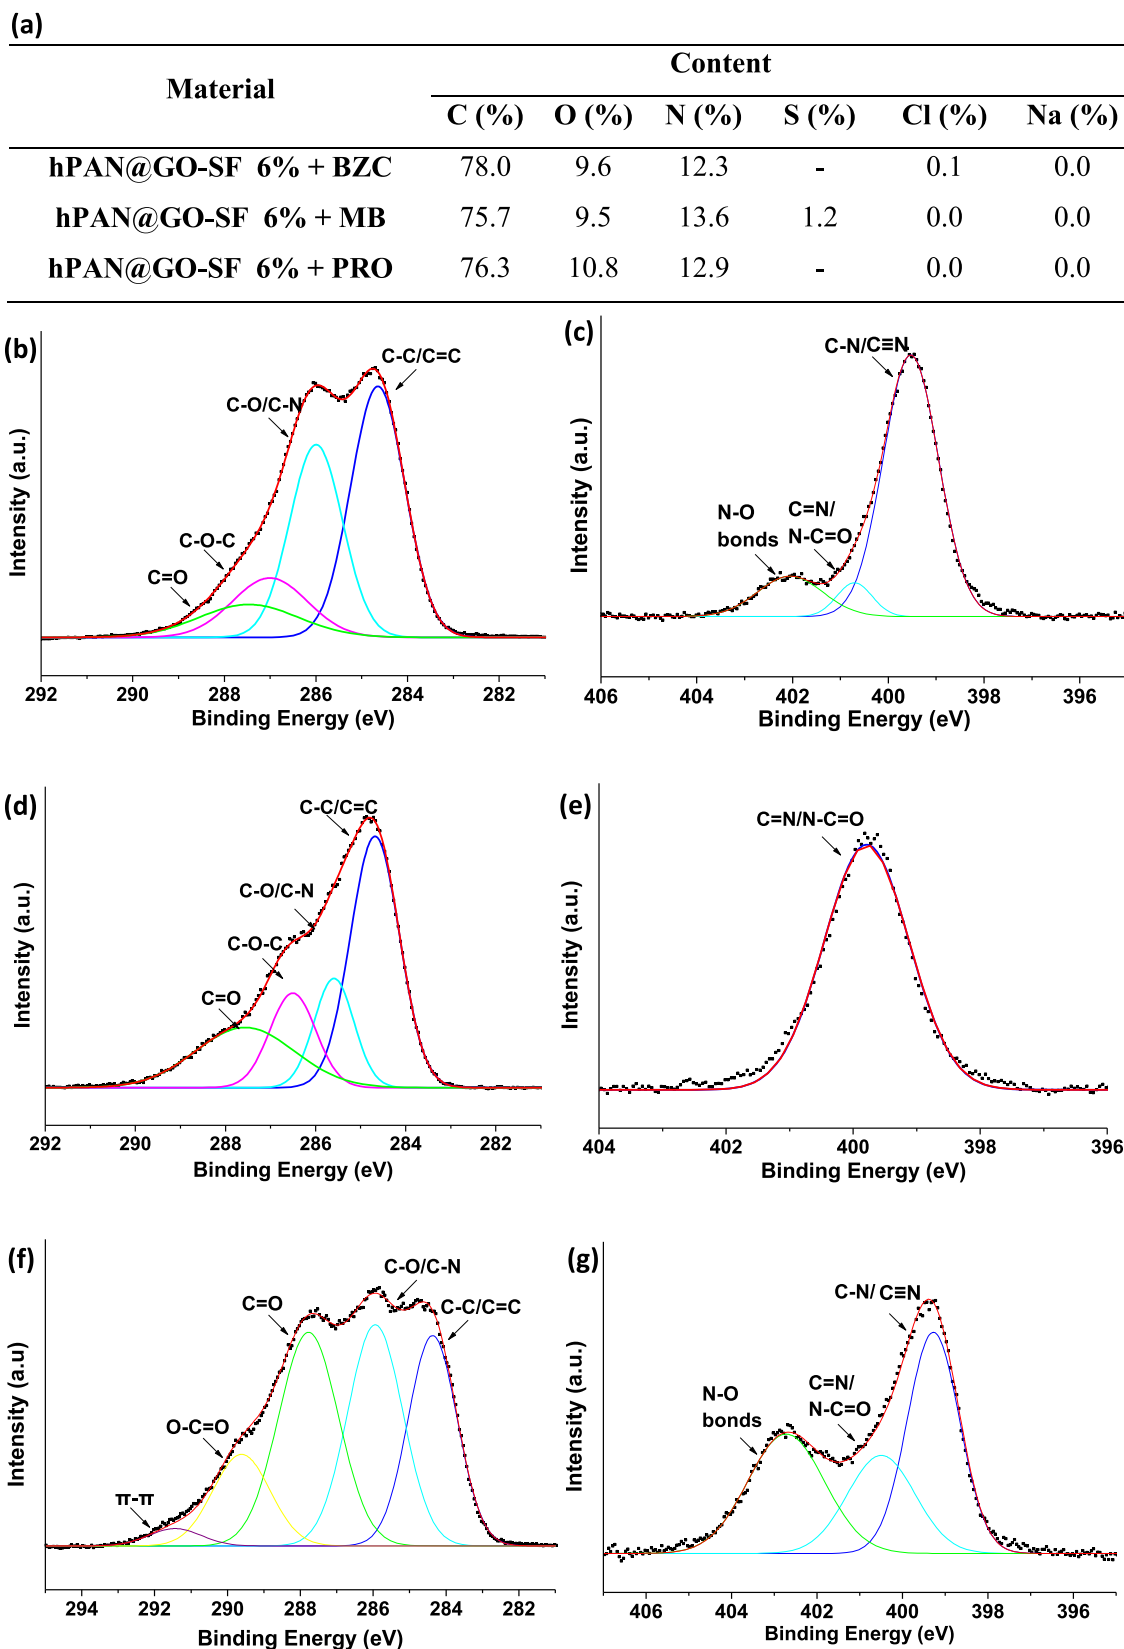 (a)
Material Content
C (%) O (%) N (%) S (%) Cl (%) Na (%)
hPAN@GO-SF 6% + BZC 78.0 9.6 12.3 - 0.1 0.0
hPAN@GO-SF 6% + MB 75.7 9.5 13.6 1.2 0.0 0.0
hPAN@GO-SF 6% + PRO 76.3 10.8 12.9 - 0.0 0.0
(b)
C-C/C=C
C-O/C-N
C-O-C
C=O
Intensity (a.u.)
292 290 288 286 284 282
Binding Energy (eV)
(c)
C-N/C≡N
C=N/
N-C=O
N-O
bonds
Intensity (a.u.)
406 404 402 400 398 396
Binding Energy (eV)
(d)
C-C/C=C
C-O/C-N
C-O-C
C=O
Intensity (a.u.)
292 290 288 286 284 282
Binding Energy (eV)
(e)
C=N/N-C=O
Intensity (a.u.)
404 402 400 398 396
Binding Energy (eV)
(f)
C-O/C-N
C=O
C-C/C=C
O-C=O
π-π
Intensity (a.u)
294 292 290 288 286 284 282
Binding Energy (eV)
(g)
C-N/ C≡N
C=N/
N-C=O
N-O
bonds
Intensity (a.u.)
406 404 402 400 398 396
Binding Energy (eV)